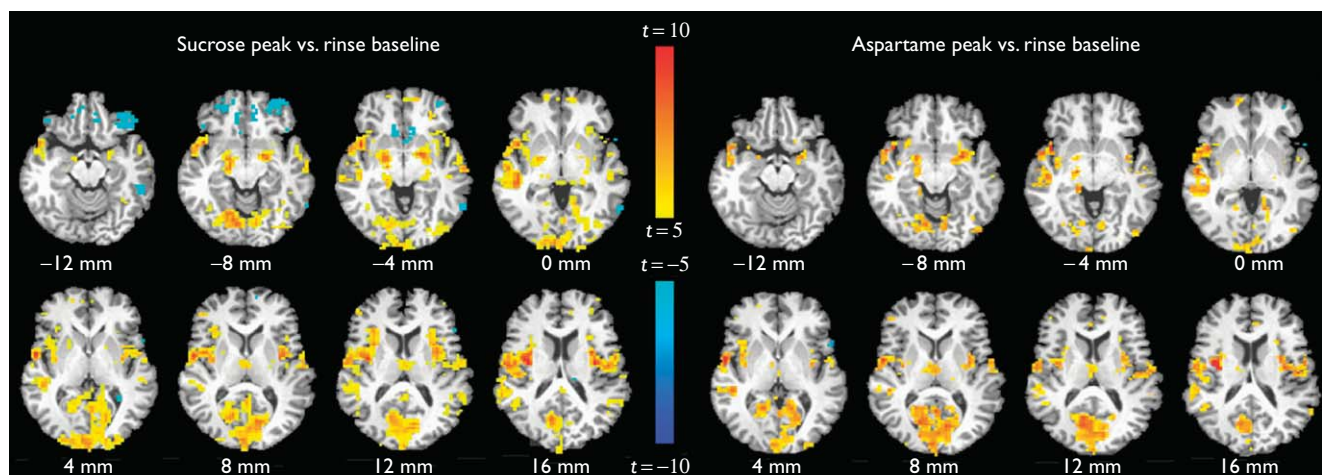 Sucrose peak vs. rinse baseline
t = 10
Aspartame peak vs. rinse baseline
t = 5
−12 mm
−8 mm
−4 mm
0 mm
−12 mm
−8 mm
−4 mm
0 mm
t = −5
t = −10
4 mm
8 mm
12 mm
16 mm
4 mm
8 mm
12 mm
16 mm